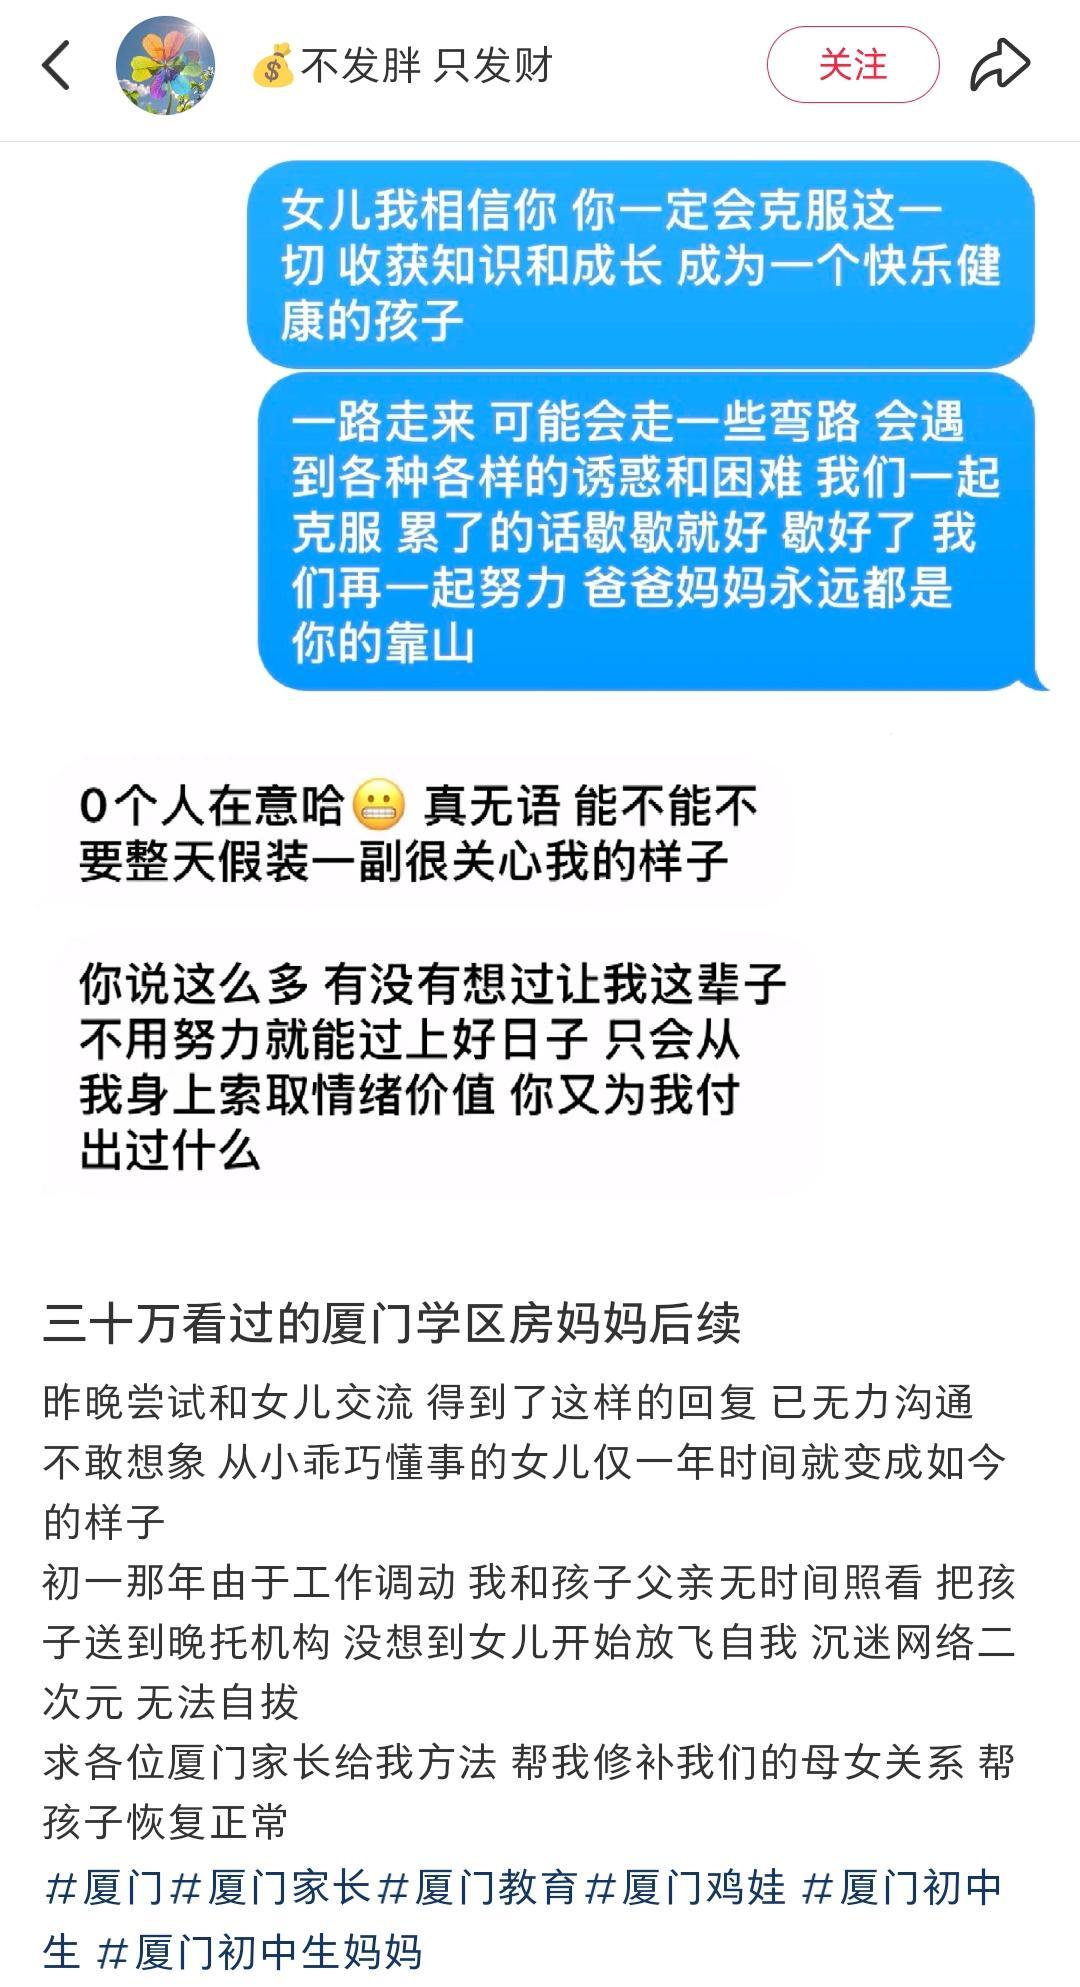 💰不发胖 只发财
关注
女儿我相信你 你一定会克服这一
切 收获知识和成长 成为一个快乐健
康的孩子
一路走来 可能会走一些弯路 会遇
到各种各样的诱惑和困难 我们一起
克服 累了的话歇歇就好 歇好了 我
们再一起努力 爸爸妈妈永远都是
你的靠山
0个人在意哈😬 真无语 能不能不
要整天假装一副很关心我的样子
你说这么多 有没有想过让我这辈子
不用努力就能过上好日子 只会从
我身上索取情绪价值 你又为我付
出过什么
三十万看过的厦门学区房妈妈后续
昨晚尝试和女儿交流 得到了这样的回复 已无力沟通
不敢想象 从小乖巧懂事的女儿仅一年时间就变成如今
的样子
初一那年由于工作调动 我和孩子父亲无时间照看 把孩
子送到晚托机构 没想到女儿开始放飞自我 沉迷网络二
次元 无法自拔
求各位厦门家长给我方法 帮我修补我们的母女关系 帮
孩子恢复正常
#厦门#厦门家长#厦门教育#厦门鸡娃 #厦门初中
生 #厦门初中生妈妈